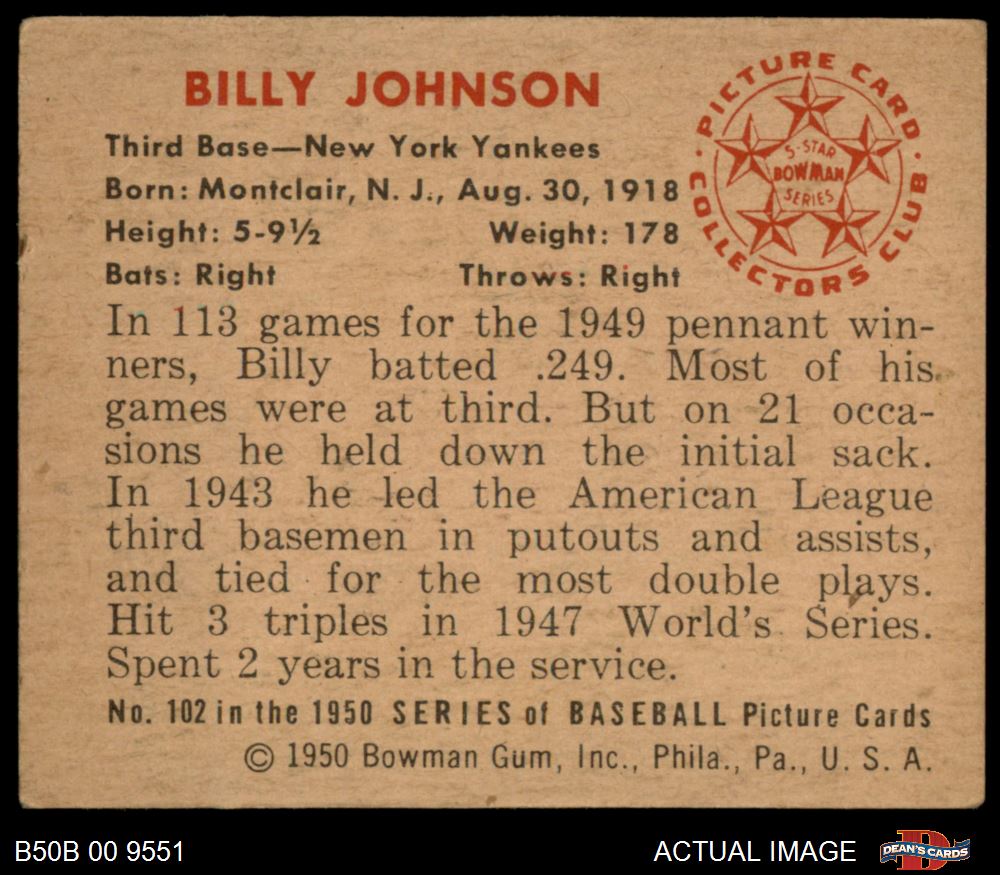 BILLY JOHNSON
PICTURE CARD
COLLECTORS CLUB
5-STAR
BOWMAN
SERIES
Third Base—New York Yankees
Born: Montclair, N. J., Aug. 30, 1918
Height: 5-9½ Weight: 178
Bats: Right Throws: Right
In 113 games for the 1949 pennant win-
ners, Billy batted .249. Most of his
games were at third. But on 21 occa-
sions he held down the initial sack.
In 1943 he led the American League
third basemen in putouts and assists,
and tied for the most double plays.
Hit 3 triples in 1947 World's Series.
Spent 2 years in the service.
No. 102 in the 1950 SERIES of BASEBALL Picture Cards
© 1950 Bowman Gum, Inc., Phila., Pa., U. S. A.
B50B 00 9551
ACTUAL IMAGE
D
DEAN'S CARDS